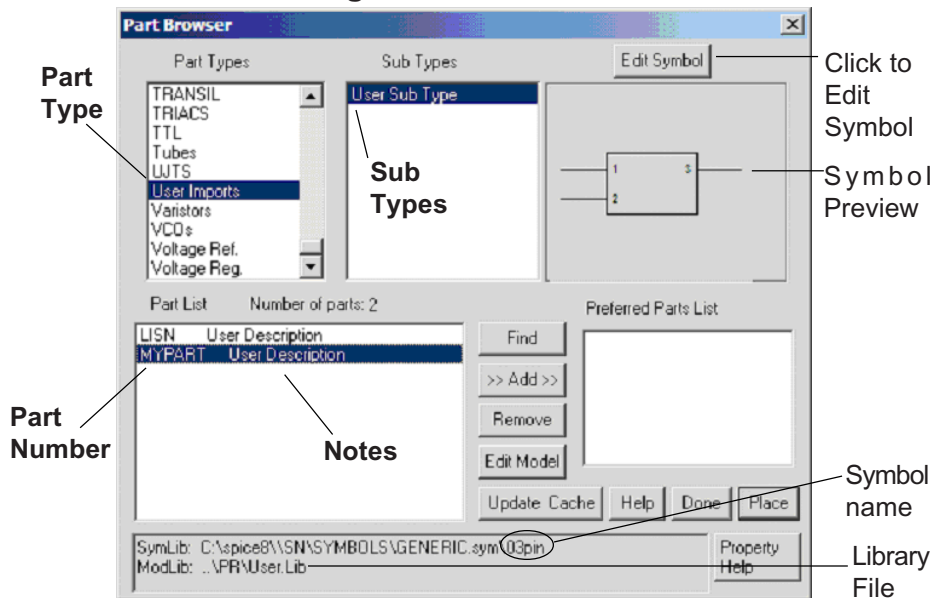 Part Browser
Part Types
Sub Types
Edit Symbol
Click to
Edit
Symbol
Part
Type
TRANSIL
TRIACS
TTL
Tubes
UJTS
User Imports
Varistors
VCOs
Voltage Ref.
Voltage Reg.
User Sub Type
Sub
Types
1
2
3
Symbol
Preview
Part List
Number of parts: 2
Preferred Parts List
LISN User Description
MYPART User Description
Part
Number
Notes
Find
>> Add >>
Remove
Edit Model
Update Cache
Help
Done
Place
Symbol
name
SymLib: C:\spice8\\SN\SYMBOLS\GENERIC.sym\03pin
ModLib: ..\PR\User.Lib
Property
Help
Library
File